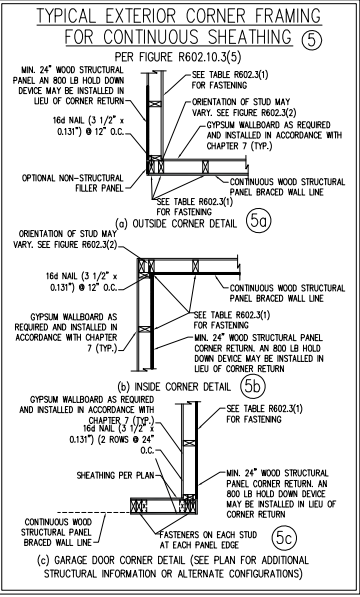 TYPICAL EXTERIOR CORNER FRAMING
FOR CONTINUOUS SHEATHING 5
PER FIGURE R602.10.3(5)
MIN. 24" WOOD STRUCTURAL
PANEL AN 800 LB HOLD DOWN
DEVICE MAY BE INSTALLED IN
LIEU OF CORNER RETURN
SEE TABLE R602.3(1)
FOR FASTENING
ORIENTATION OF STUD MAY
VARY. SEE FIGURE R602.3(2)
16d NAIL (3 1/2" x
0.131") @ 12" O.C.
GYPSUM WALLBOARD AS REQUIRED
AND INSTALLED IN ACCORDANCE WITH
CHAPTER 7 (TYP.)
OPTIONAL NON-STRUCTURAL
FILLER PANEL
CONTINUOUS WOOD STRUCTURAL
PANEL BRACED WALL LINE
SEE TABLE R602.3(1)
FOR FASTENING
(a) OUTSIDE CORNER DETAIL 5a
ORIENTATION OF STUD MAY
VARY. SEE FIGURE R602.3(2)
16d NAIL (3 1/2" x
0.131") @ 12" O.C.
CONTINUOUS WOOD STRUCTURAL
PANEL BRACED WALL LINE
GYPSUM WALLBOARD AS
REQUIRED AND INSTALLED IN
ACCORDANCE WITH CHAPTER
7 (TYP.)
SEE TABLE R602.3(1)
FOR FASTENING
MIN. 24" WOOD STRUCTURAL PANEL
CORNER RETURN. AN 800 LB HOLD
DOWN DEVICE MAY BE INSTALLED IN
LIEU OF CORNER RETURN
(b) INSIDE CORNER DETAIL 5b
GYPSUM WALLBOARD AS REQUIRED
AND INSTALLED IN ACCORDANCE WITH
CHAPTER 7 (TYP.)
16d NAIL (3 1/2" x
0.131") (2 ROWS @ 24"
O.C.
SEE TABLE R602.3(1)
FOR FASTENING
SHEATHING PER PLAN
MIN. 24" WOOD STRUCTURAL
PANEL CORNER RETURN. AN
800 LB HOLD DOWN DEVICE
MAY BE INSTALLED IN LIEU OF
CORNER RETURN
CONTINUOUS WOOD
STRUCTURAL PANEL
BRACED WALL LINE
FASTENERS ON EACH STUD
AT EACH PANEL EDGE
5c
(c) GARAGE DOOR CORNER DETAIL (SEE PLAN FOR ADDITIONAL
STRUCTURAL INFORMATION OR ALTERNATE CONFIGURATIONS)